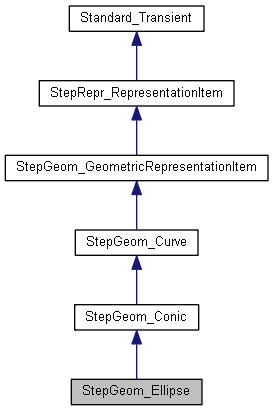 Standard_Transient
StepRepr_RepresentationItem
StepGeom_GeometricRepresentationItem
StepGeom_Curve
StepGeom_Conic
StepGeom_Ellipse